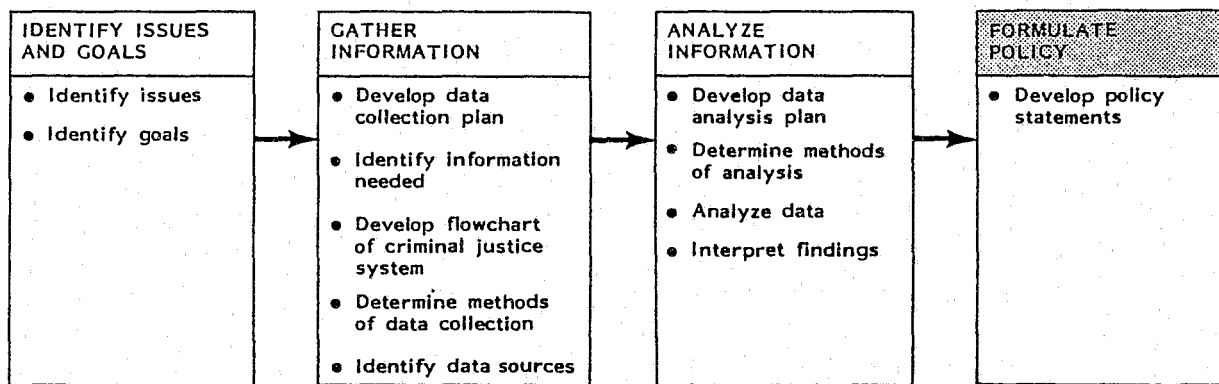 IDENTIFY ISSUES
AND GOALS
• Identify issues
• Identify goals
GATHER
INFORMATION
• Develop data
collection plan
• Identify information
needed
• Develop flowchart
of criminal justice
system
• Determine methods
of data collection
• Identify data sources
ANALYZE
INFORMATION
• Develop data
analysis plan
• Determine methods
of analysis
• Analyze data
• Interpret findings
FORMULATE
POLICY
• Develop policy
statements